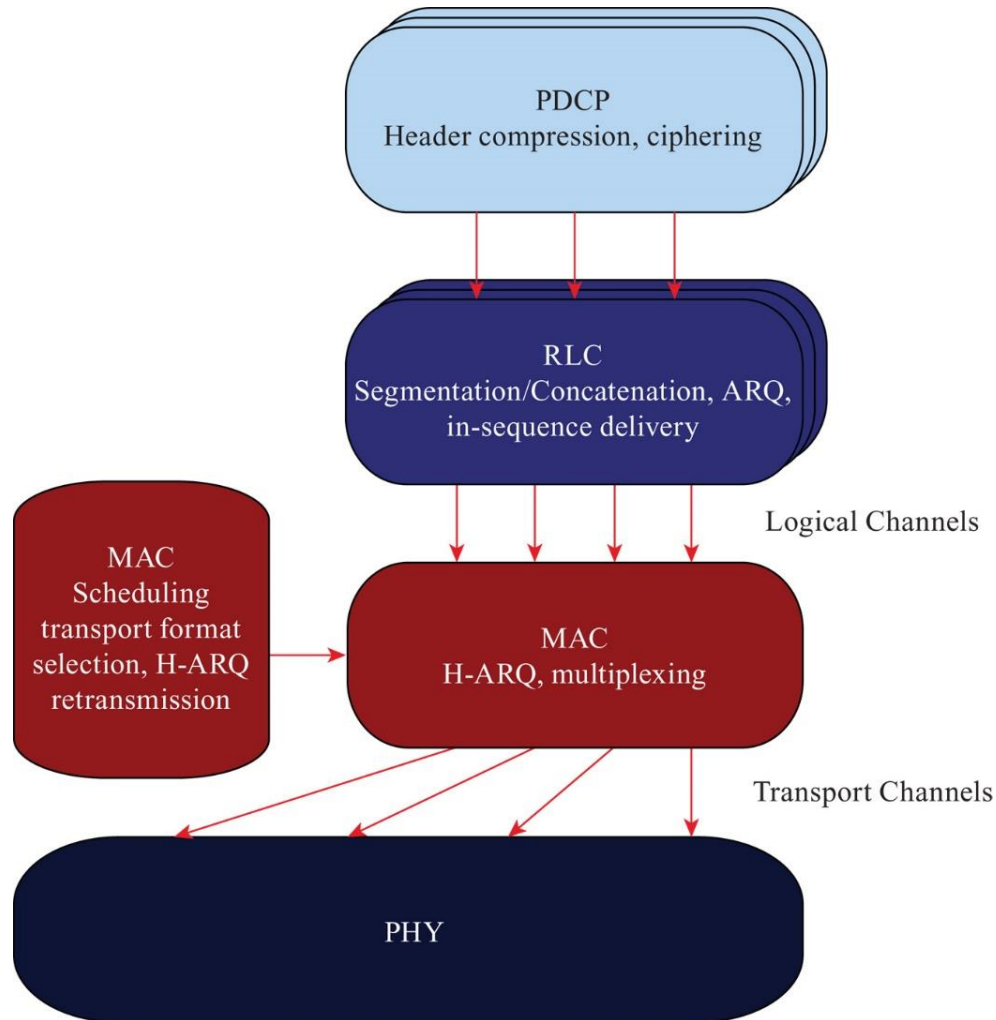 PDCP
Header compression, ciphering
RLC
Segmentation/Concatenation, ARQ,
in-sequence delivery
Logical Channels
MAC
Scheduling
transport format
selection, H-ARQ
retransmission
MAC
H-ARQ, multiplexing
Transport Channels
PHY